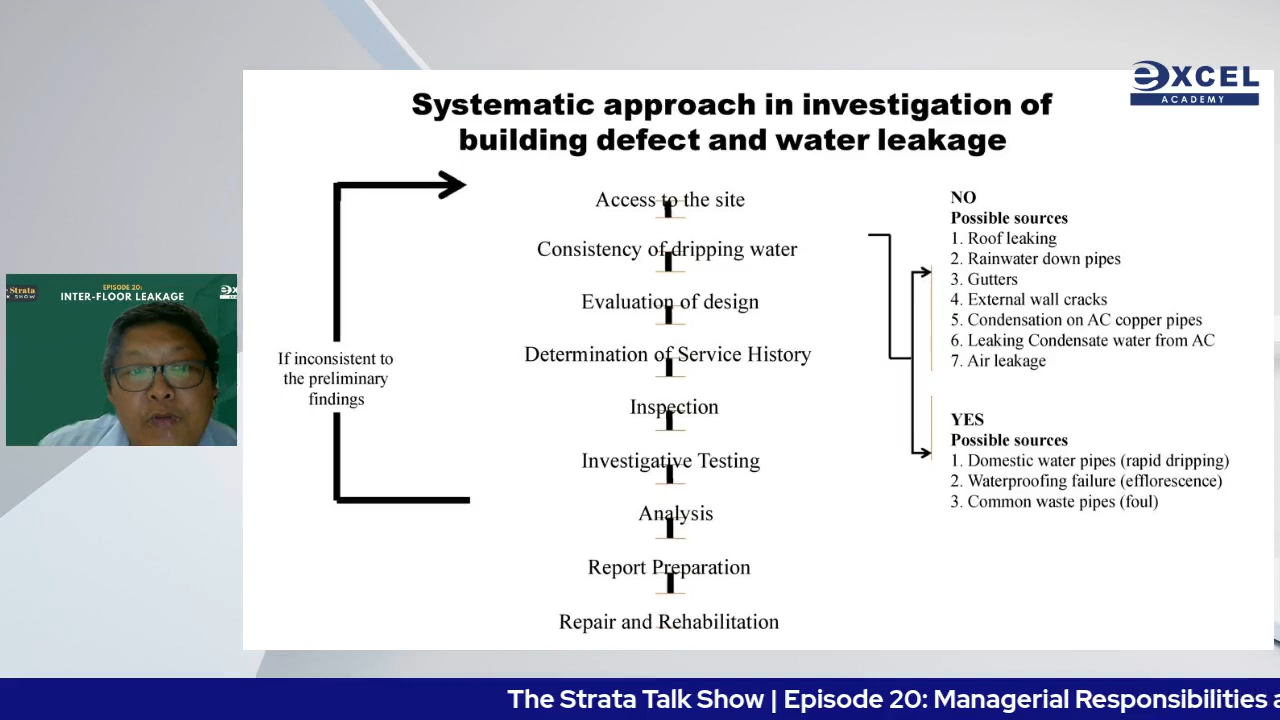 eXCEL
ACADEMY
Systematic approach in investigation of
building defect and water leakage
Access to the site
Consistency of dripping water
Evaluation of design
Determination of Service History
Inspection
Investigative Testing
Analysis
Report Preparation
Repair and Rehabilitation
If inconsistent to
the preliminary
findings
NO
Possible sources
1. Roof leaking
2. Rainwater down pipes
3. Gutters
4. External wall cracks
5. Condensation on AC copper pipes
6. Leaking Condensate water from AC
7. Air leakage
YES
Possible sources
1. Domestic water pipes (rapid dripping)
2. Waterproofing failure (efflorescence)
3. Common waste pipes (foul)
Strata
K SHOW
EPISODE 20:
INTER-FLOOR LEAKAGE
The Strata Talk Show | Episode 20: Managerial Responsibilities a